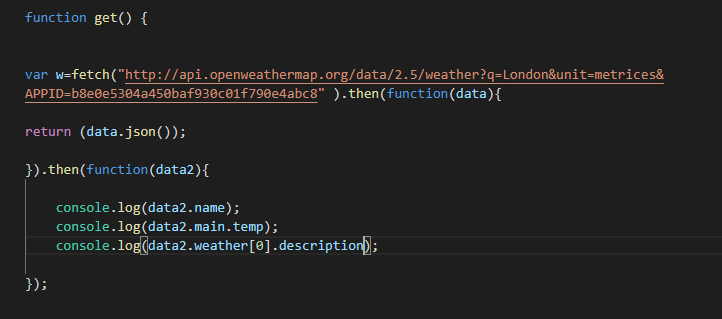 function get() {
var w=fetch("http://api.openweathermap.org/data/2.5/weather?q=London&unit=metrices&
APPID=b8e0e5304a450baf930c01f790e4abc8" ).then(function(data){
return (data.json());
}).then(function(data2){
console.log(data2.name);
console.log(data2.main.temp);
console.log(data2.weather[0].description);
});